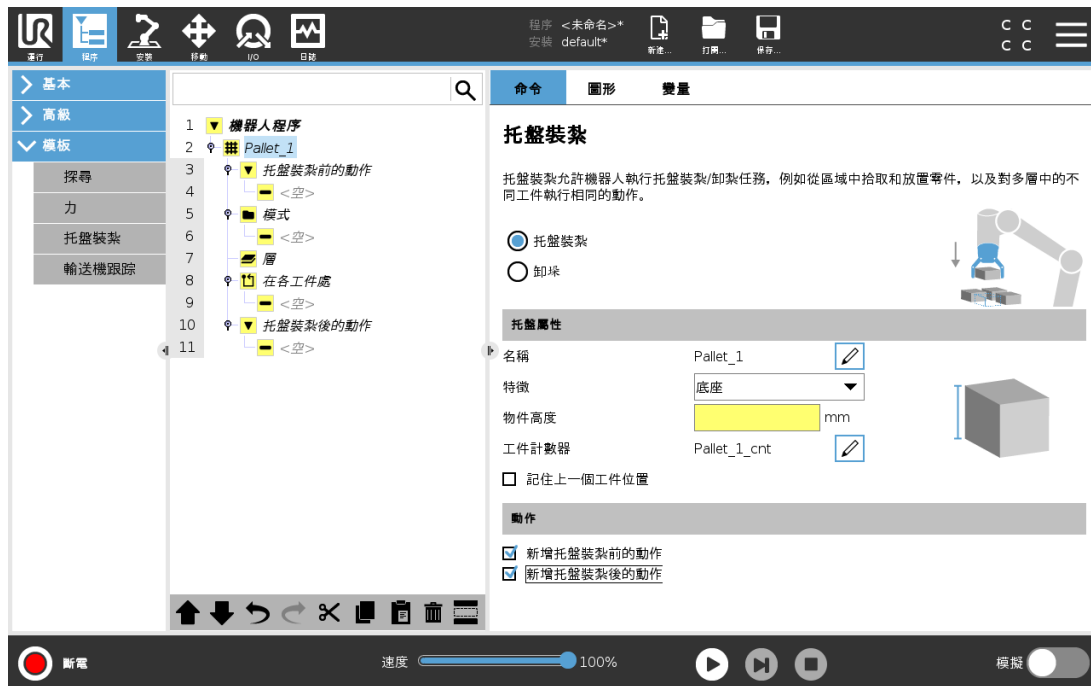 UR
運行
程序
安裝
移動
I/O
日誌
程序 <未命名>*
安裝 default*
新建...
打開...
保存...
C C
C C
基本
高級
模板
探尋
力
托盤裝紮
輸送機跟踪
1 機器人程序
2 Pallet_1
3 托盤裝紮前的動作
4 <空>
5 模式
6 <空>
7 層
8 在各工件處
9 <空>
10 托盤裝紮後的動作
11 <空>
命令 圖形 變量
托盤裝紮
托盤裝紮允許機器人執行托盤裝紮/卸紮任務，例如從區域中拾取和放置零件，以及對多層中的不
同工件執行相同的動作。
托盤裝紮
卸垛
托盤屬性
名稱 Pallet_1
特徵 底座
物件高度 mm
工件計數器 Pallet_1_cnt
記住上一個工件位置
動作
新增托盤裝紮前的動作
新增托盤裝紮後的動作
斷電
速度 100%
模擬